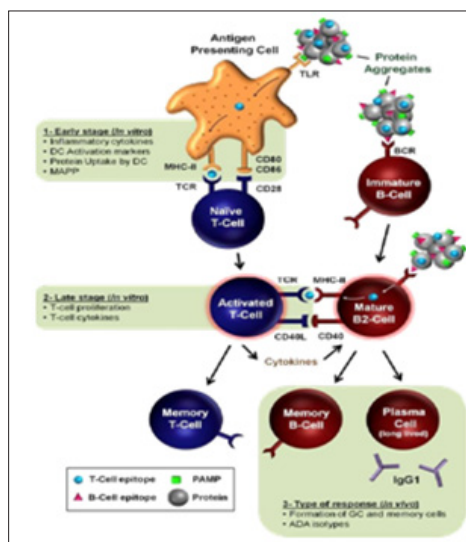 Antigen
Presenting Cell
Protein
Aggregates
TLR
1- Early stage (In vitro)
• Inflammatory cytokines
• DC Activation markers
• Protein Uptake by DC
• MAPP
MHC-II
CD80
CD86
TCR
CD28
BCR
Naïve
T-Cell
Immature
B-Cell
2- Late stage (In vitro)
• T-cell proliferation
• T-cell cytokines
TCR
MHC-II
Activated
T-Cell
Mature
B2-Cell
CD40L
CD40
Cytokines
Memory
T-Cell
Memory
B-Cell
Plasma
Cell
(long lived)
IgG1
T-Cell epitope
PAMP
B-Cell epitope
Protein
3- Type of response (in vivo)
• Formation of GC and memory cells
• ADA isotypes